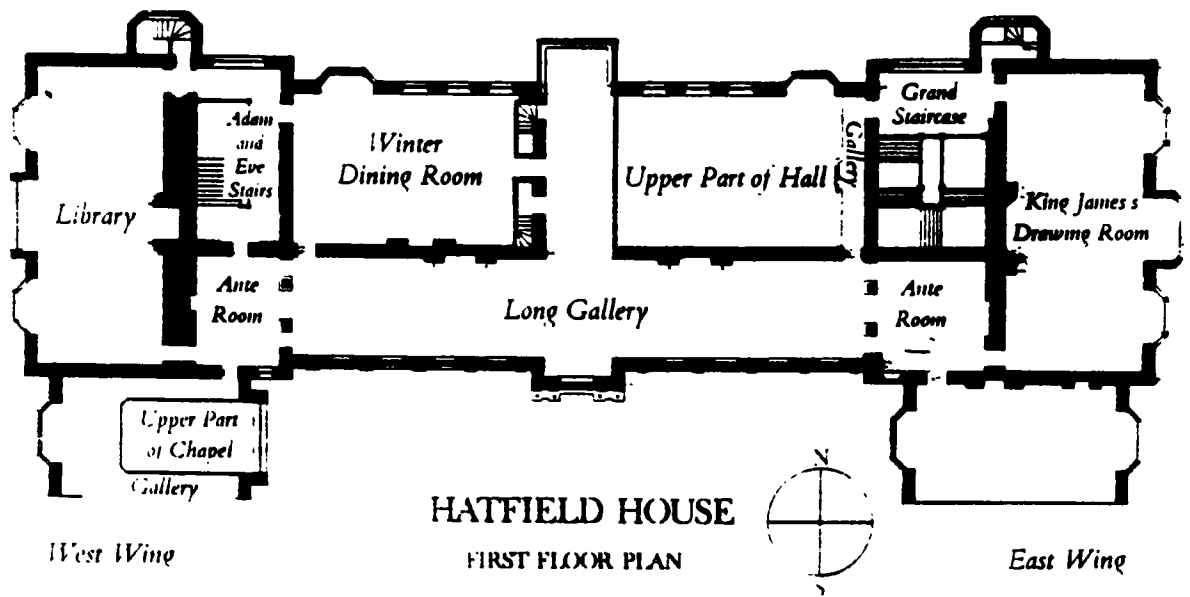 Library
Adam
and
Eve
Stairs
Winter
Dining Room
Upper Part of Hall
Gallery
Grand
Staircase
King James's
Drawing Room
Ante
Room
Long Gallery
Ante
Room
Upper Part
of Chapel
Gallery
N
HATFIELD HOUSE
FIRST FLOOR PLAN
West Wing
East Wing